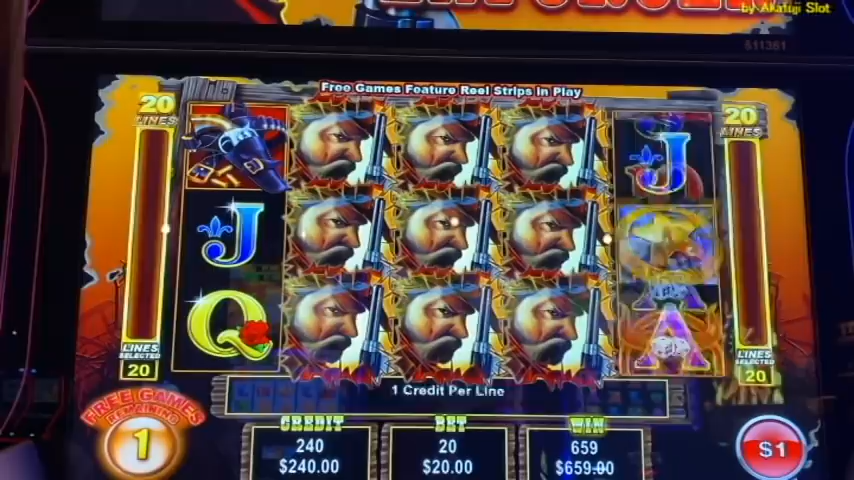 by Akafuji Slot
611361
Free Games Feature Reel Strips in Play
20
LINES
20
LINES
J
J
Q
A
LINES
SELECTED
20
LINES
SELECTED
20
1 Credit Per Line
FREE GAMES
REMAINING
1
CREDIT
240
$240.00
BET
20
$20.00
WIN
659
$659.00
$1